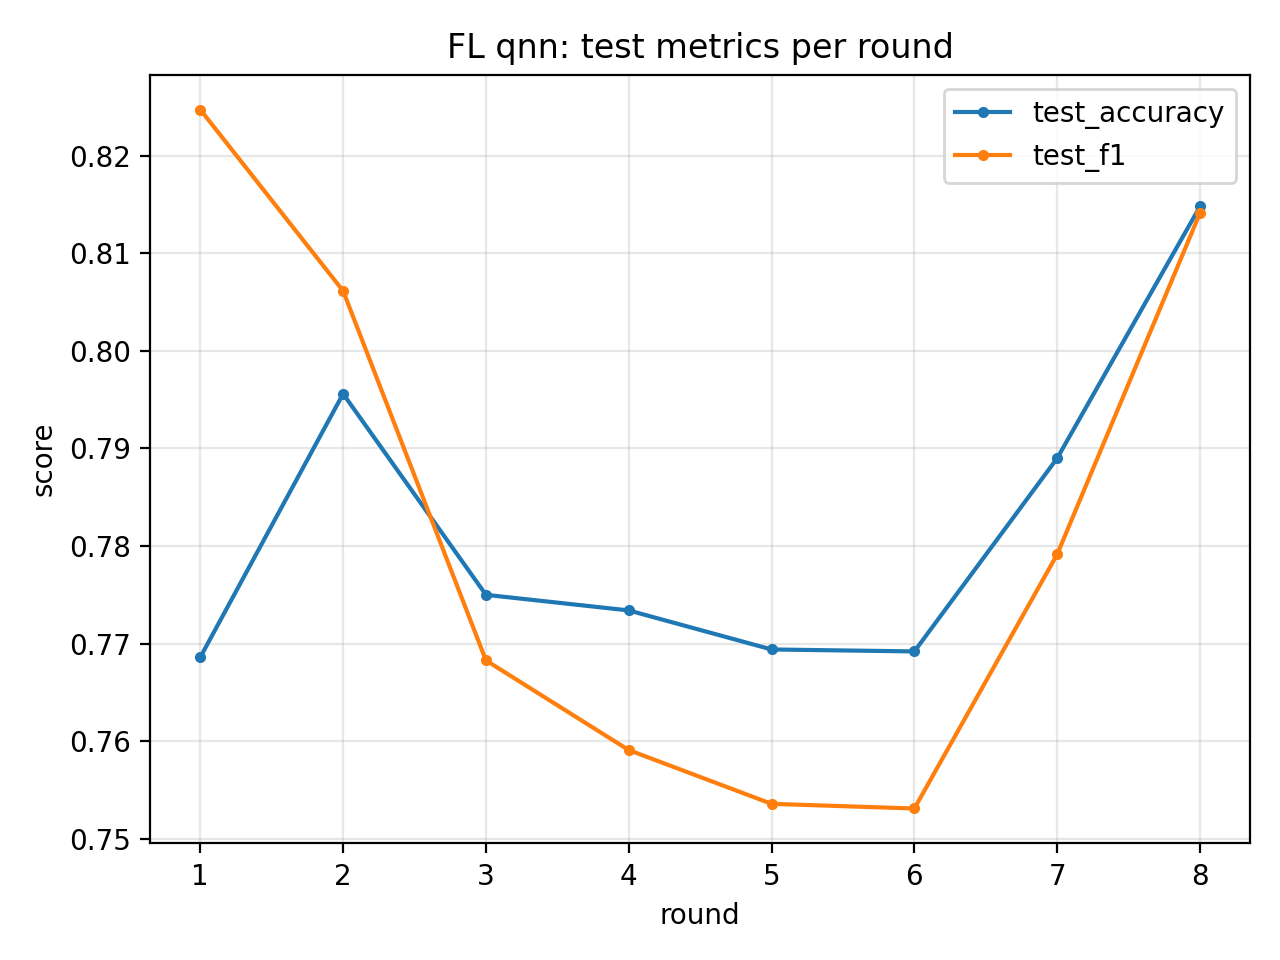 FL qnn: test metrics per round
test_accuracy
test_f1
0.82
0.81
0.80
0.79
0.78
0.77
0.76
0.75
score
1 2 3 4 5 6 7 8
round